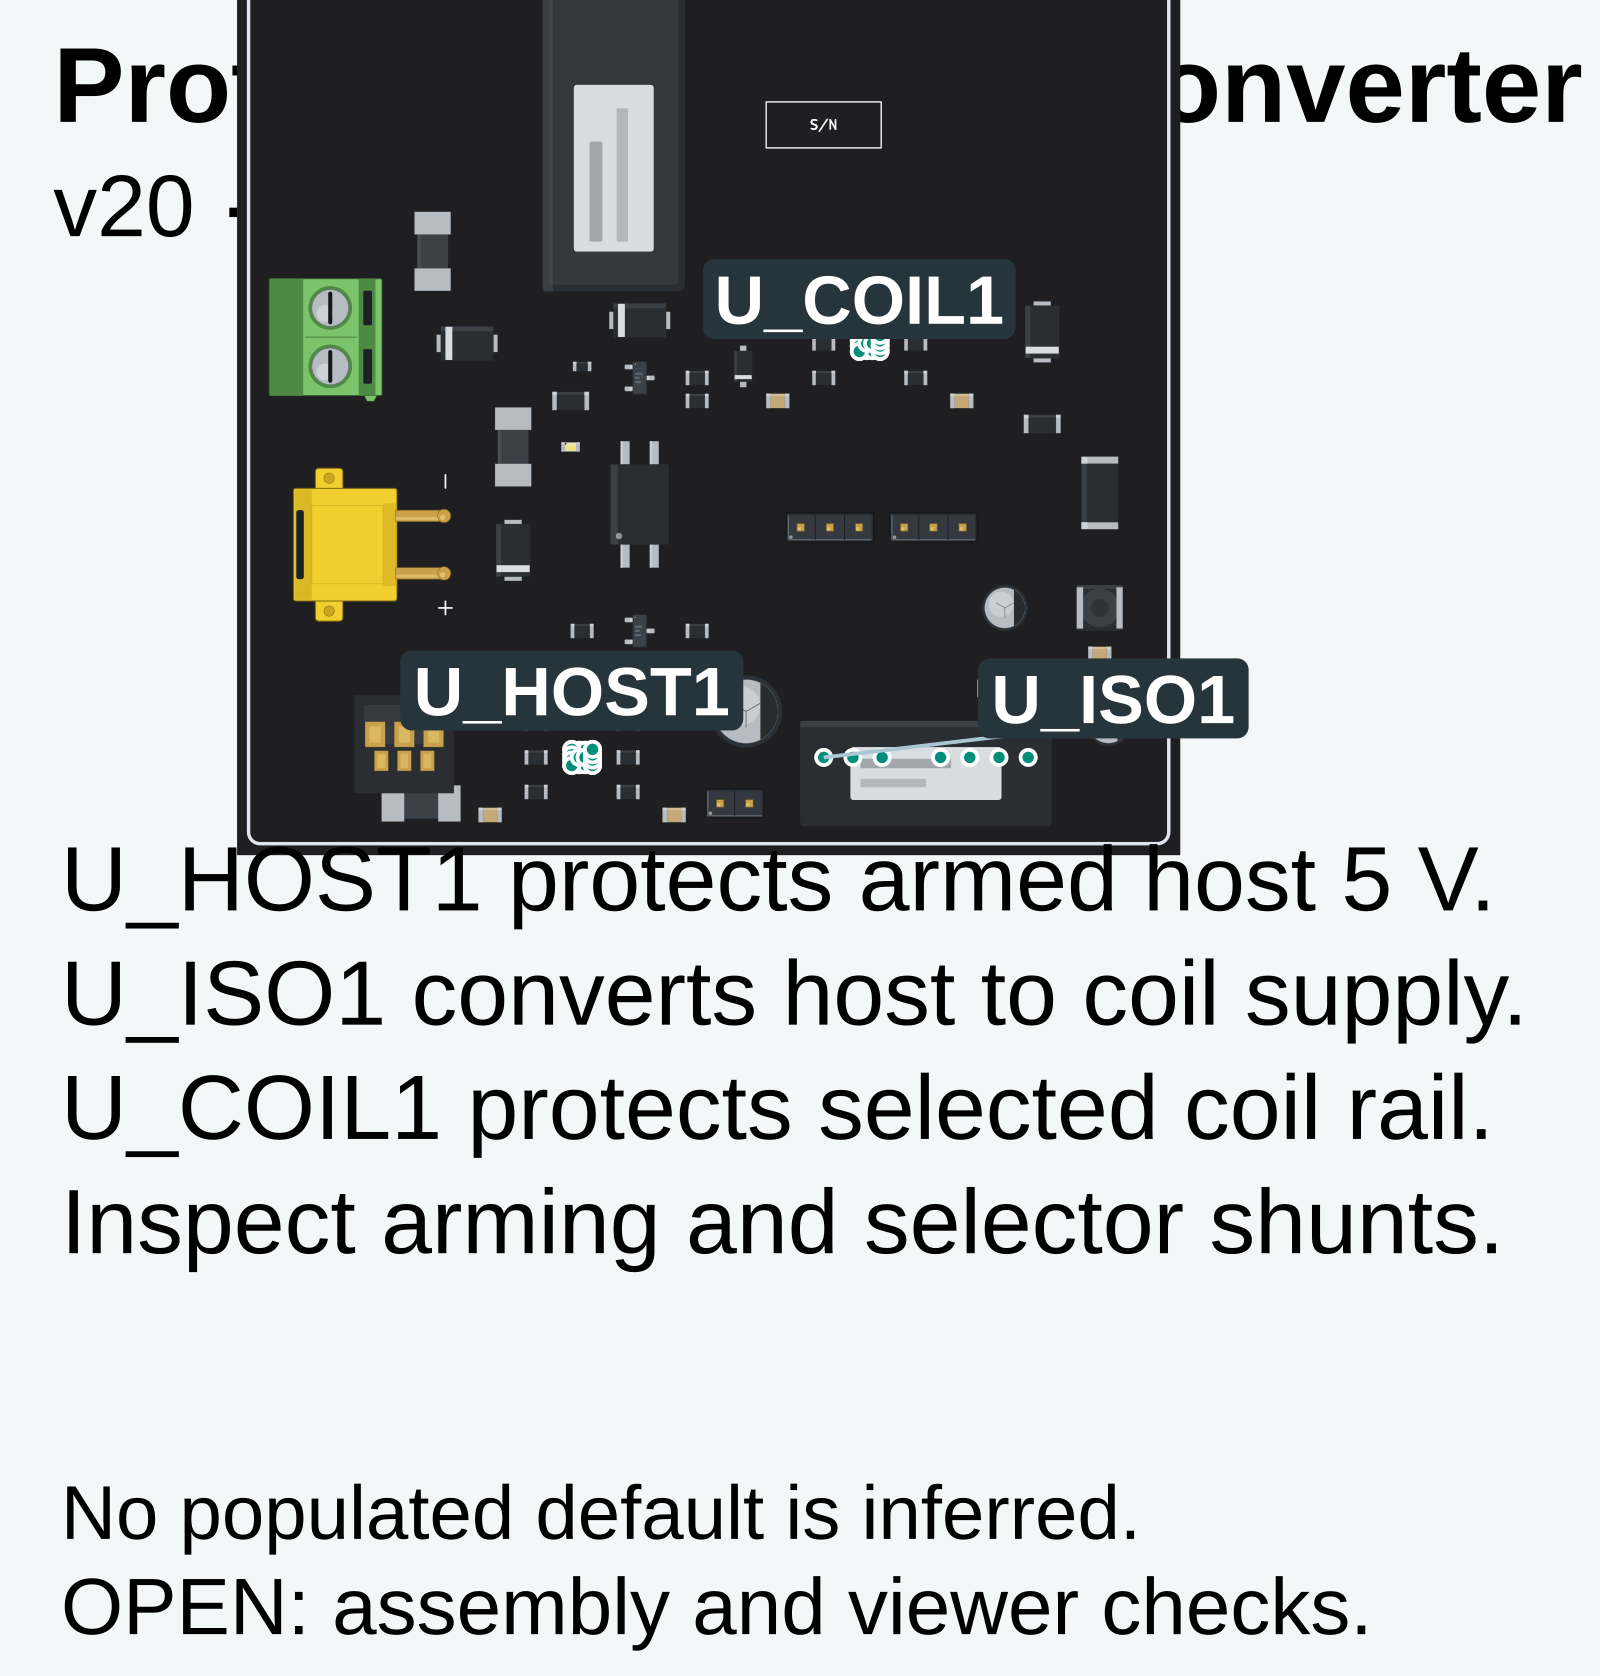 Pro onverter
v20
S/N
U_COIL1
U_HOST1
U_ISO1
U_HOST1 protects armed host 5 V.
U_ISO1 converts host to coil supply.
U_COIL1 protects selected coil rail.
Inspect arming and selector shunts.
No populated default is inferred.
OPEN: assembly and viewer checks.